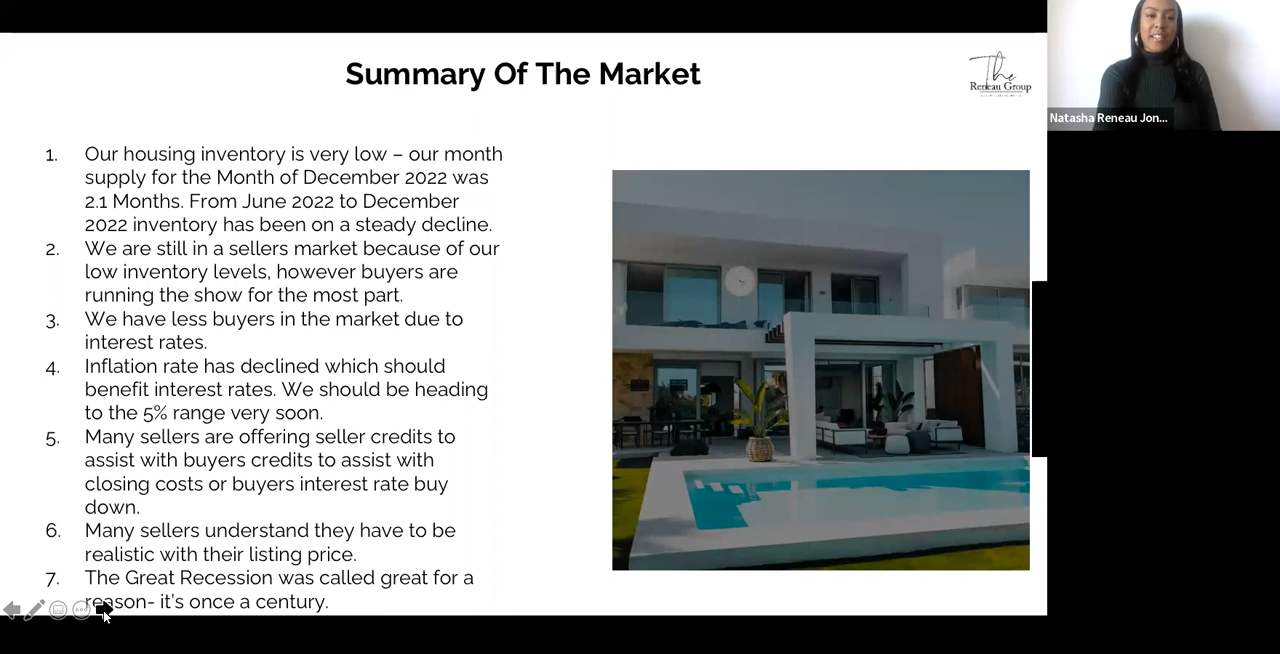 Summary Of The Market
The
Reneau Group
Natasha Reneau Jon...
1. Our housing inventory is very low – our month
supply for the Month of December 2022 was
2.1 Months. From June 2022 to December
2022 inventory has been on a steady decline.
2. We are still in a sellers market because of our
low inventory levels, however buyers are
running the show for the most part.
3. We have less buyers in the market due to
interest rates.
4. Inflation rate has declined which should
benefit interest rates. We should be heading
to the 5% range very soon.
5. Many sellers are offering seller credits to
assist with buyers credits to assist with
closing costs or buyers interest rate buy
down.
6. Many sellers understand they have to be
realistic with their listing price.
7. The Great Recession was called great for a
reason- it's once a century.